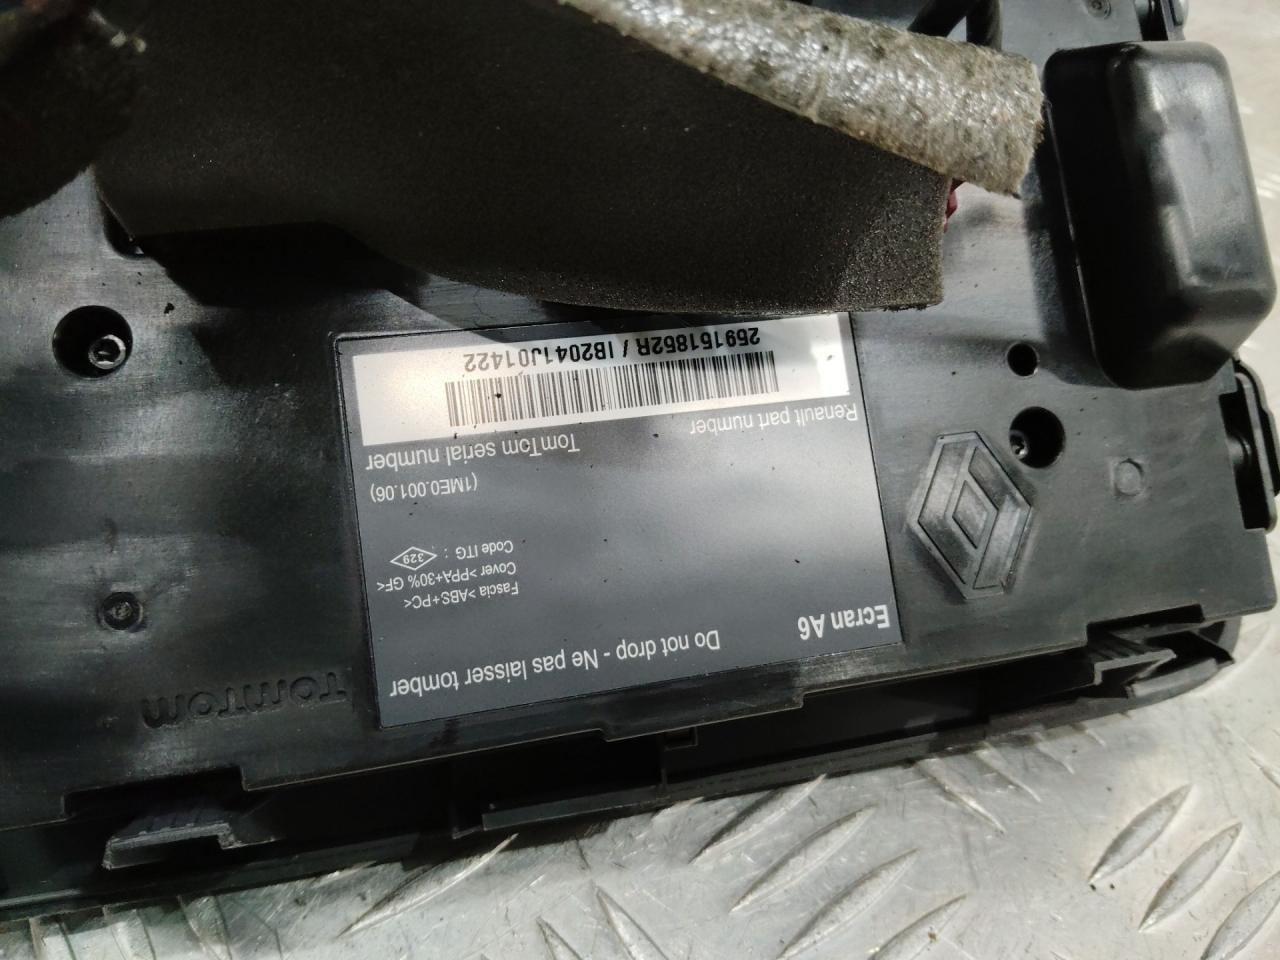 Ecran A6
Do not drop - Ne pas laisser tomber
Fascia >ABS+PC<
Cover >PPA+30% GF<
Code ITG : 329
(1ME0.001.06)
Renault part number
TomTom serial number
259151852R / IB2041J01422
TOMTOM